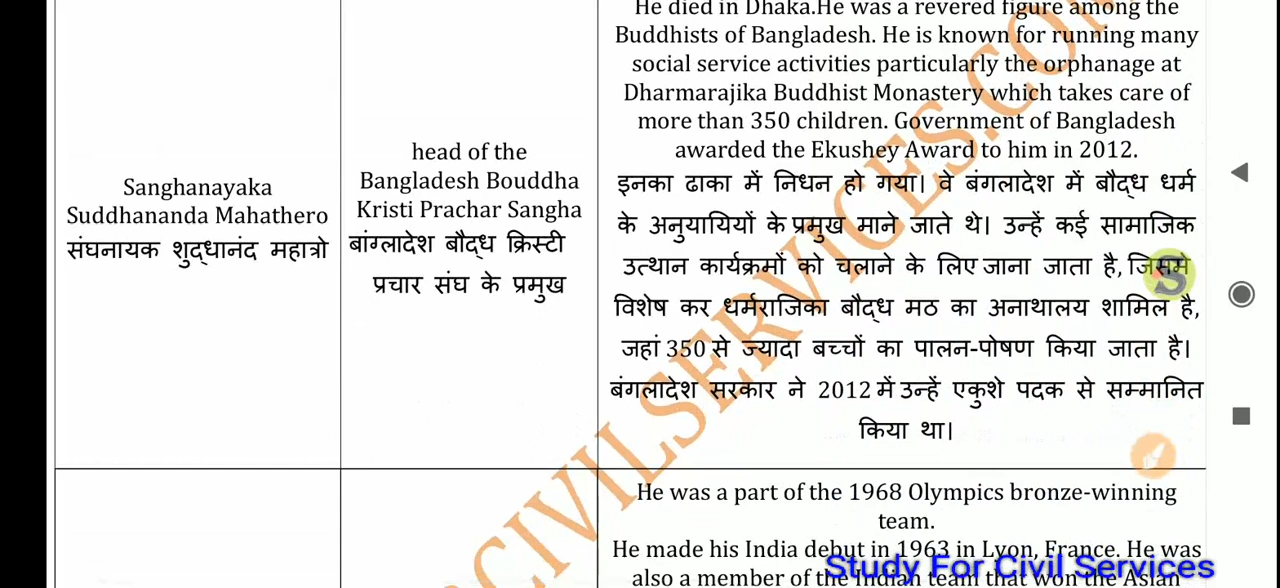 He died in Dhaka.He was a revered figure among the
Buddhists of Bangladesh. He is known for running many
social service activities particularly the orphanage at
Dharmarajika Buddhist Monastery which takes care of
more than 350 children. Government of Bangladesh
awarded the Ekushey Award to him in 2012.
head of the
Bangladesh Bouddha
Kristi Prachar Sangha
बांग्लादेश बौद्ध क्रिस्टी
प्रचार संघ के प्रमुख
Sanghanayaka
Suddhananda Mahathero
संघनायक शुद्धानंद महात्रो
इनका ढाका में निधन हो गया। वे बंगलादेश में बौद्ध धर्म
के अनुयायियों के प्रमुख माने जाते थे। उन्हें कई सामाजिक
उत्थान कार्यक्रमों को चलाने के लिए जाना जाता है, जिसमे
विशेष कर धर्मराजिका बौद्ध मठ का अनाथालय शामिल है,
जहां 350 से ज्यादा बच्चों का पालन-पोषण किया जाता है।
बंगलादेश सरकार ने 2012 में उन्हें एकुशे पदक से सम्मानित
किया था।
He was a part of the 1968 Olympics bronze-winning
team.
He made his India debut in 1963 in Lyon, France. He was
also a member of the Indian team that won the Asian
Study For Civil Services
CIVILSERVICES.COM